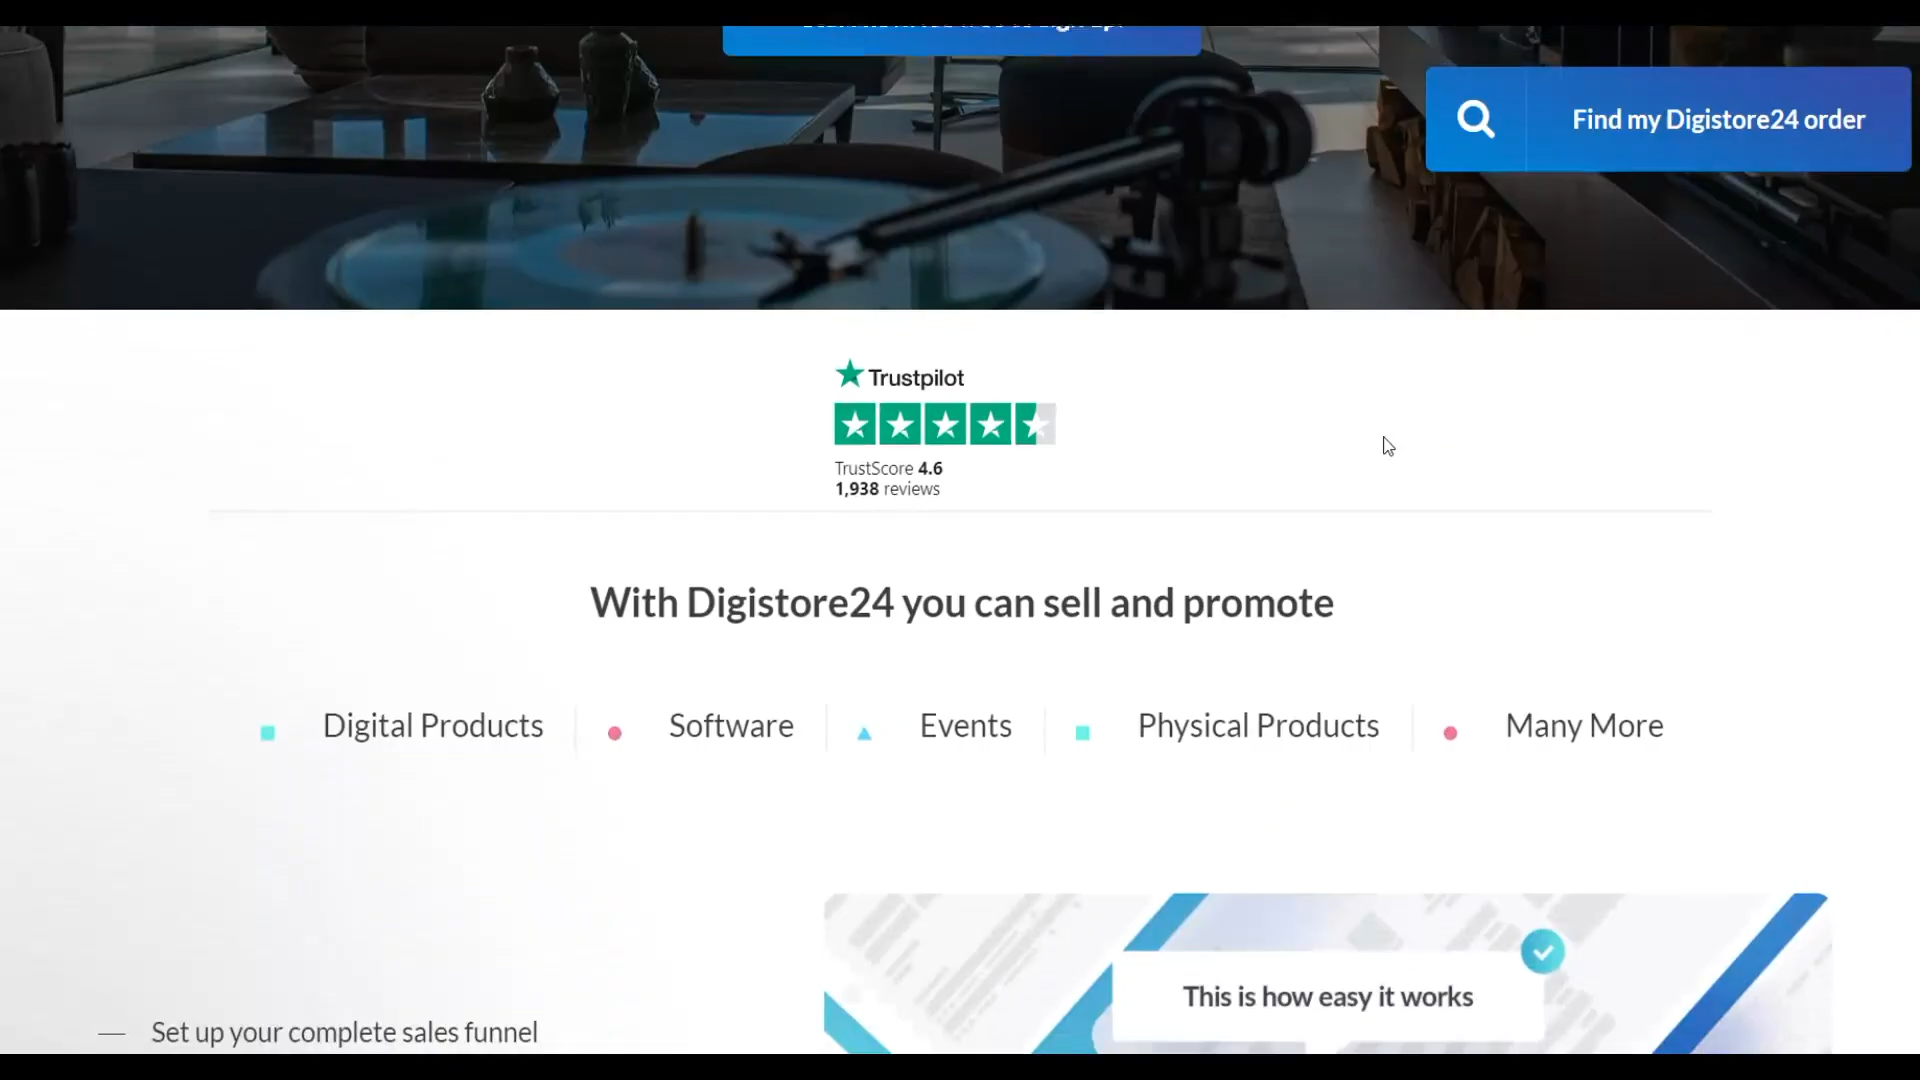 Find my Digistore24 order
Trustpilot
TrustScore 4.6
1,938 reviews
With Digistore24 you can sell and promote
Digital Products
Software
Events
Physical Products
Many More
This is how easy it works
Set up your complete sales funnel